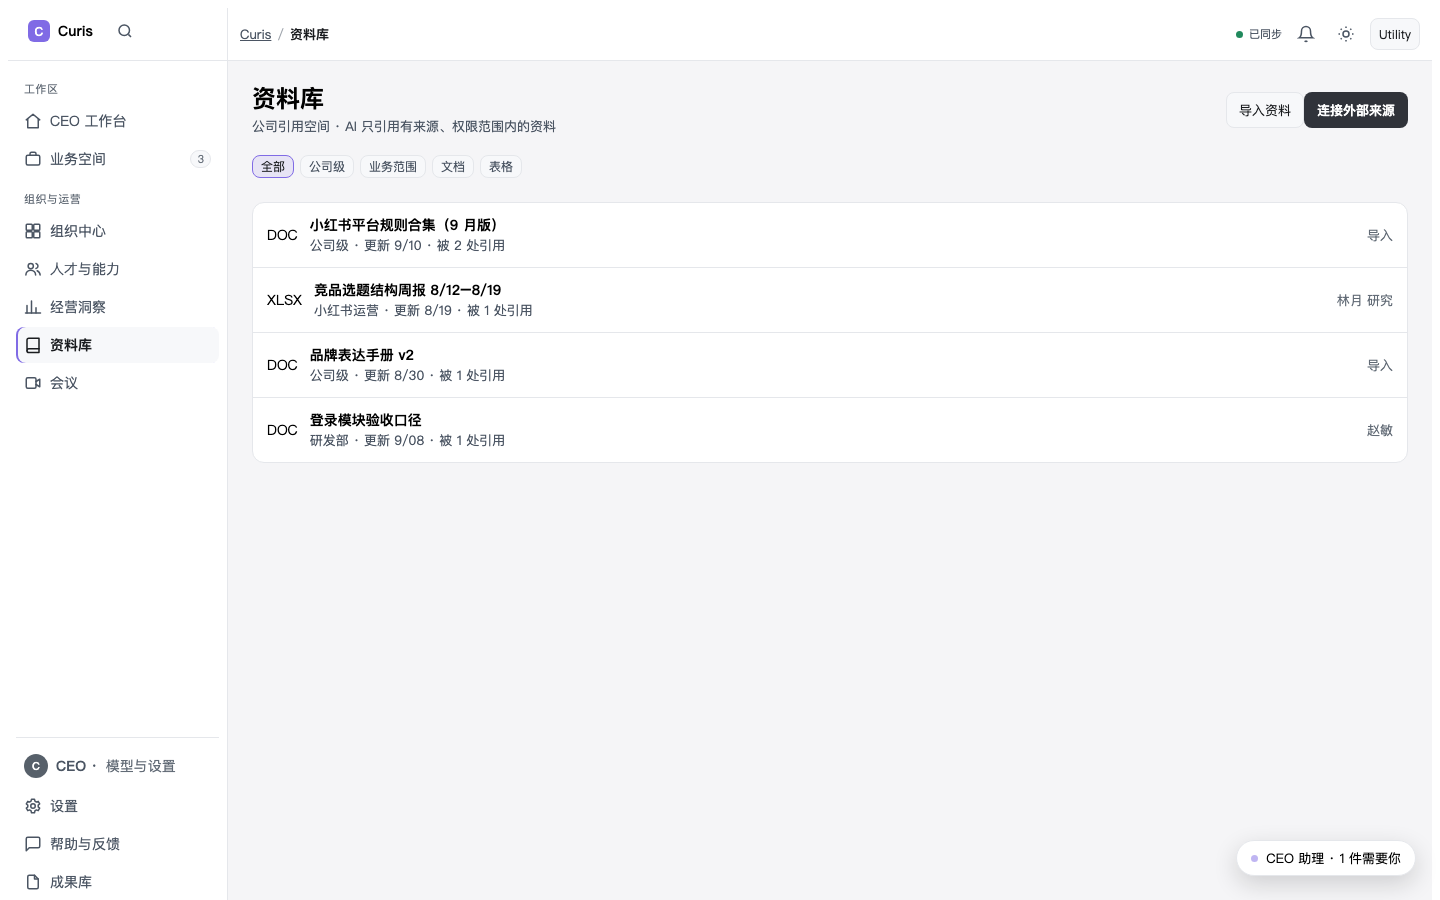 C Curis
Curis / 资料库
已同步
Utility
工作区
CEO 工作台
业务空间 3
组织与运营
组织中心
人才与能力
经营洞察
资料库
会议
C CEO · 模型与设置
设置
帮助与反馈
成果库
资料库
公司引用空间 · AI 只引用有来源、权限范围内的资料
导入资料 连接外部来源
全部 公司级 业务范围 文档 表格
DOC 小红书平台规则合集（9 月版）
公司级 · 更新 9/10 · 被 2 处引用
导入
XLSX 竞品选题结构周报 8/12—8/19
小红书运营 · 更新 8/19 · 被 1 处引用
林月 研究
DOC 品牌表达手册 v2
公司级 · 更新 8/30 · 被 1 处引用
导入
DOC 登录模块验收口径
研发部 · 更新 9/08 · 被 1 处引用
赵敏
CEO 助理 · 1 件需要你